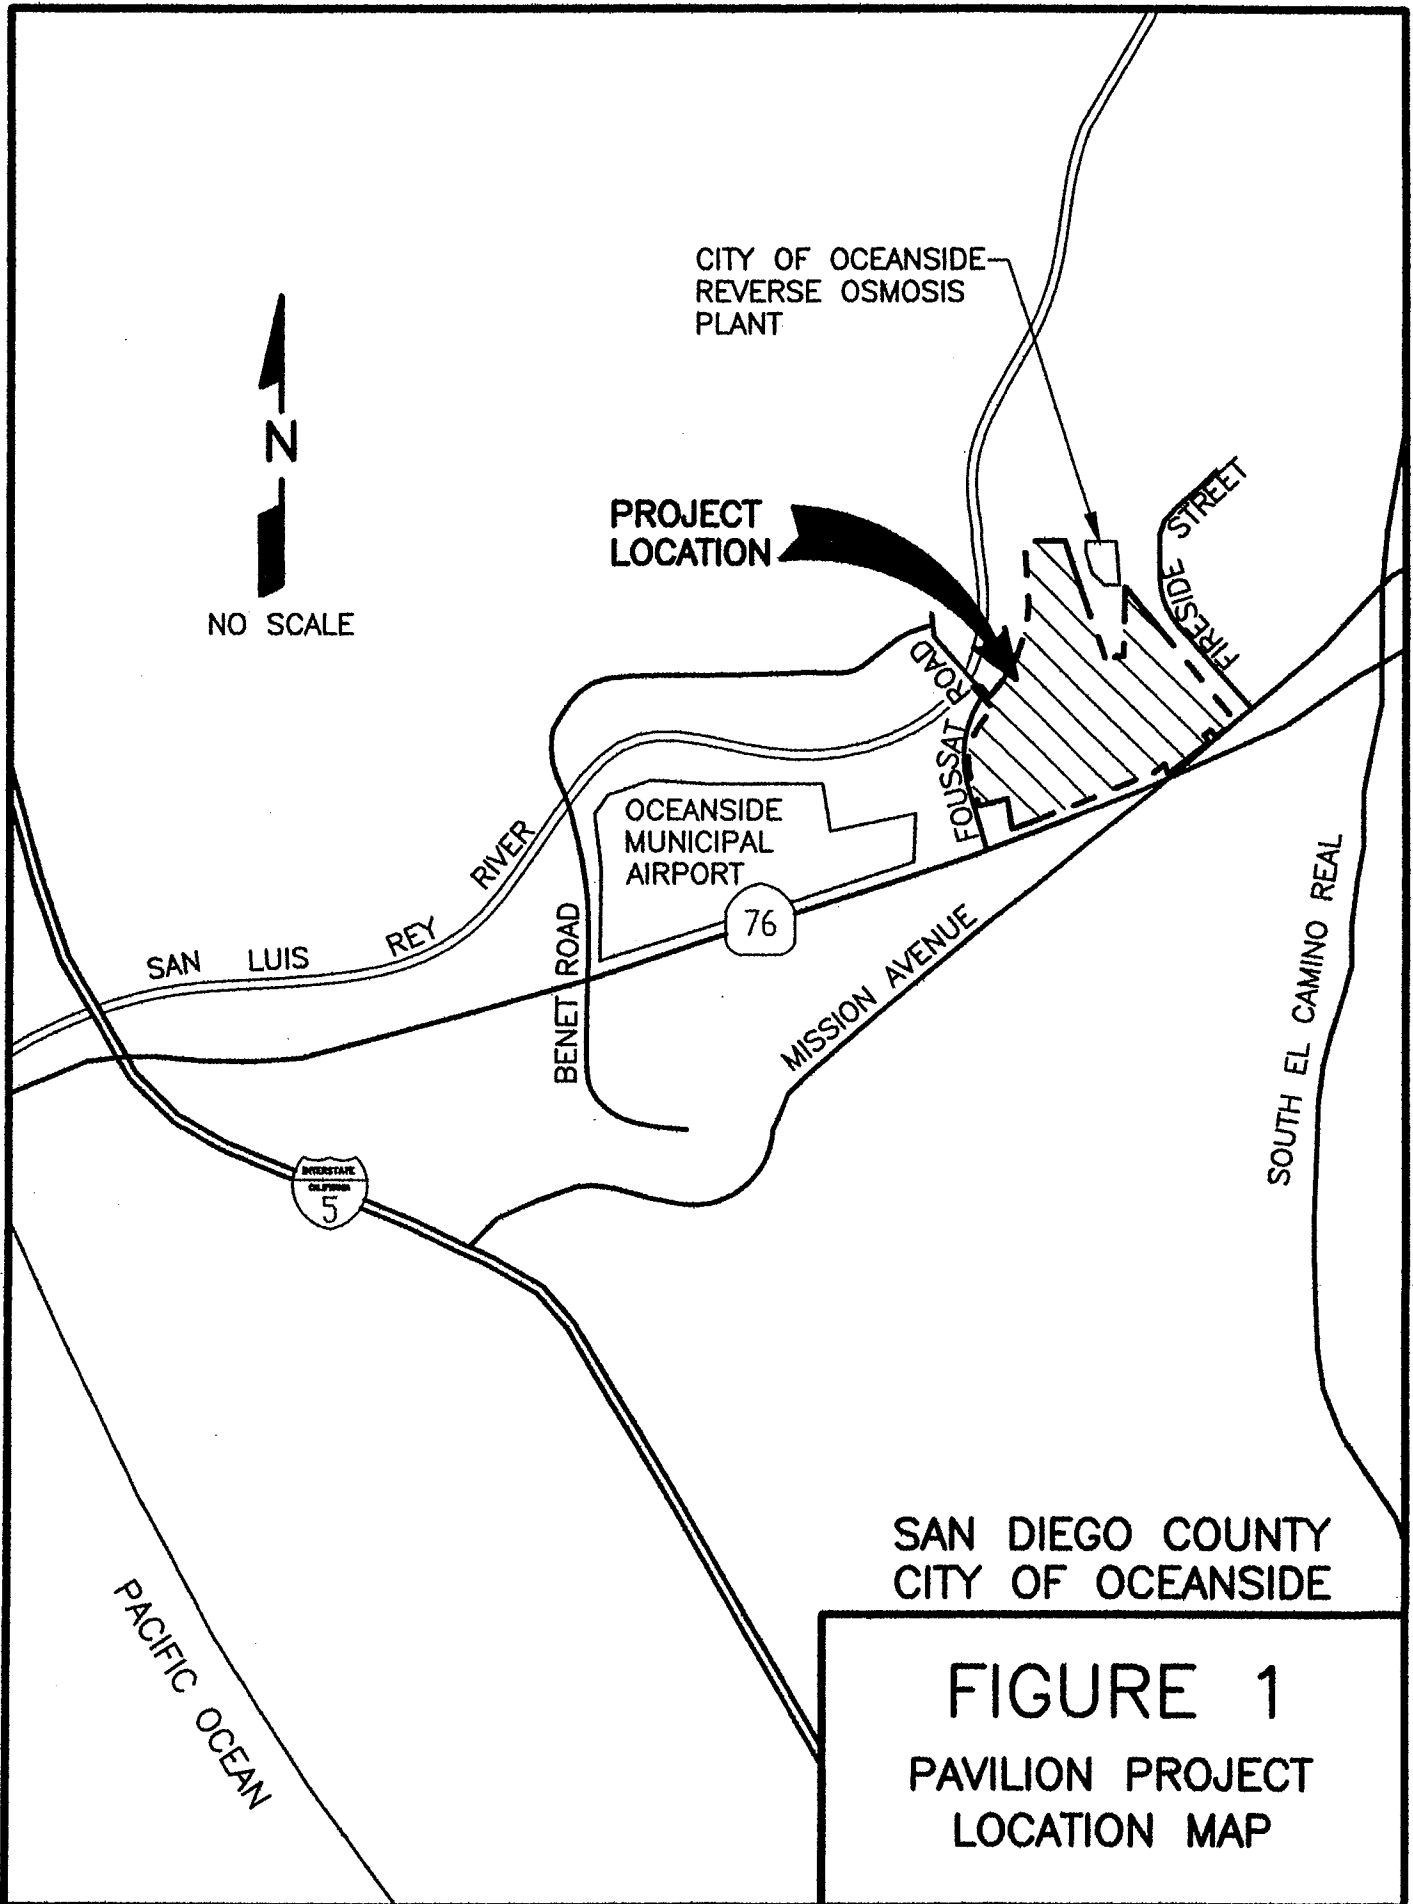 CITY OF OCEANSIDE
REVERSE OSMOSIS
PLANT
N
NO SCALE
PROJECT
LOCATION
FIRESIDE STREET
FOUSSAT ROAD
OCEANSIDE
MUNICIPAL
AIRPORT
SAN LUIS REY RIVER
76
BENET ROAD
MISSION AVENUE
SOUTH EL CAMINO REAL
INTERSTATE
CALIFORNIA
5
PACIFIC OCEAN
SAN DIEGO COUNTY
CITY OF OCEANSIDE
FIGURE 1
PAVILION PROJECT
LOCATION MAP